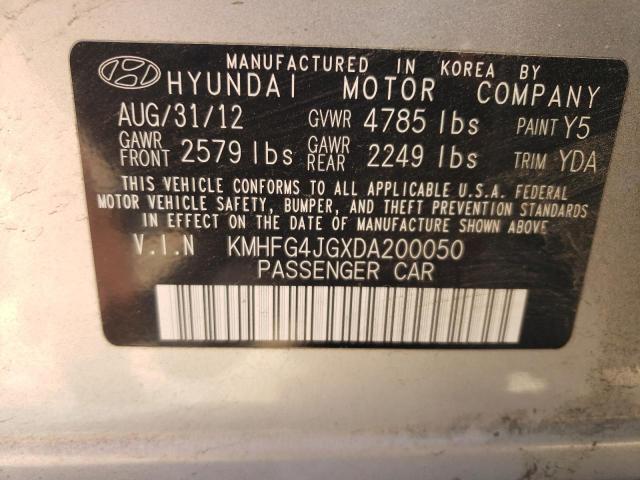 MANUFACTURED IN KOREA BY
HYUNDAI MOTOR COMPANY
AUG/31/12 GVWR 4785 lbs PAINT Y5
GAWR FRONT 2579 lbs GAWR REAR 2249 lbs TRIM YDA
THIS VEHICLE CONFORMS TO ALL APPLICABLE U.S.A. FEDERAL
MOTOR VEHICLE SAFETY, BUMPER, AND THEFT PREVENTION STANDARDS
IN EFFECT ON THE DATE OF MANUFACTURE SHOWN ABOVE.
V.I.N KMHFG4JGXDA200050
PASSENGER CAR